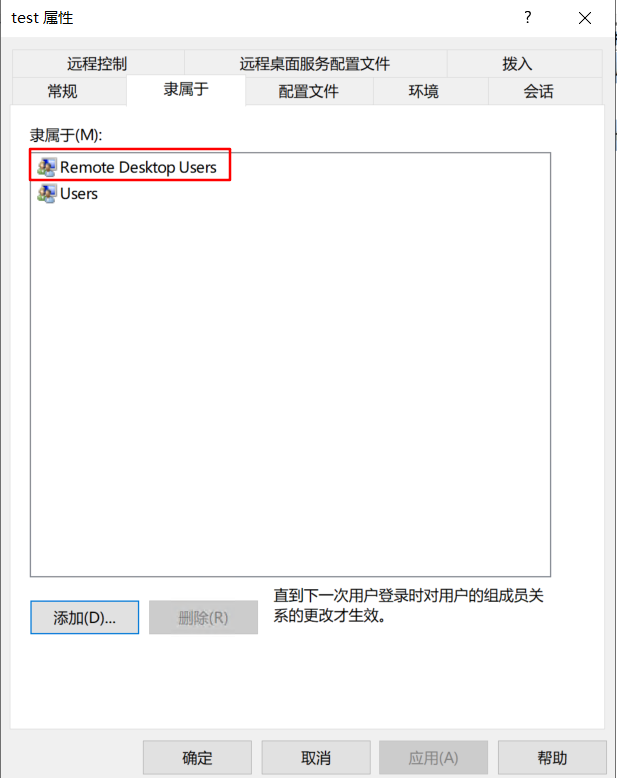 test 属性
?
远程控制 远程桌面服务配置文件 拨入
常规 隶属于 配置文件 环境 会话
隶属于(M):
Remote Desktop Users
Users
添加(D)... 删除(R)
直到下一次用户登录时对用户的组成员关
系的更改才生效。
确定 取消 应用(A) 帮助